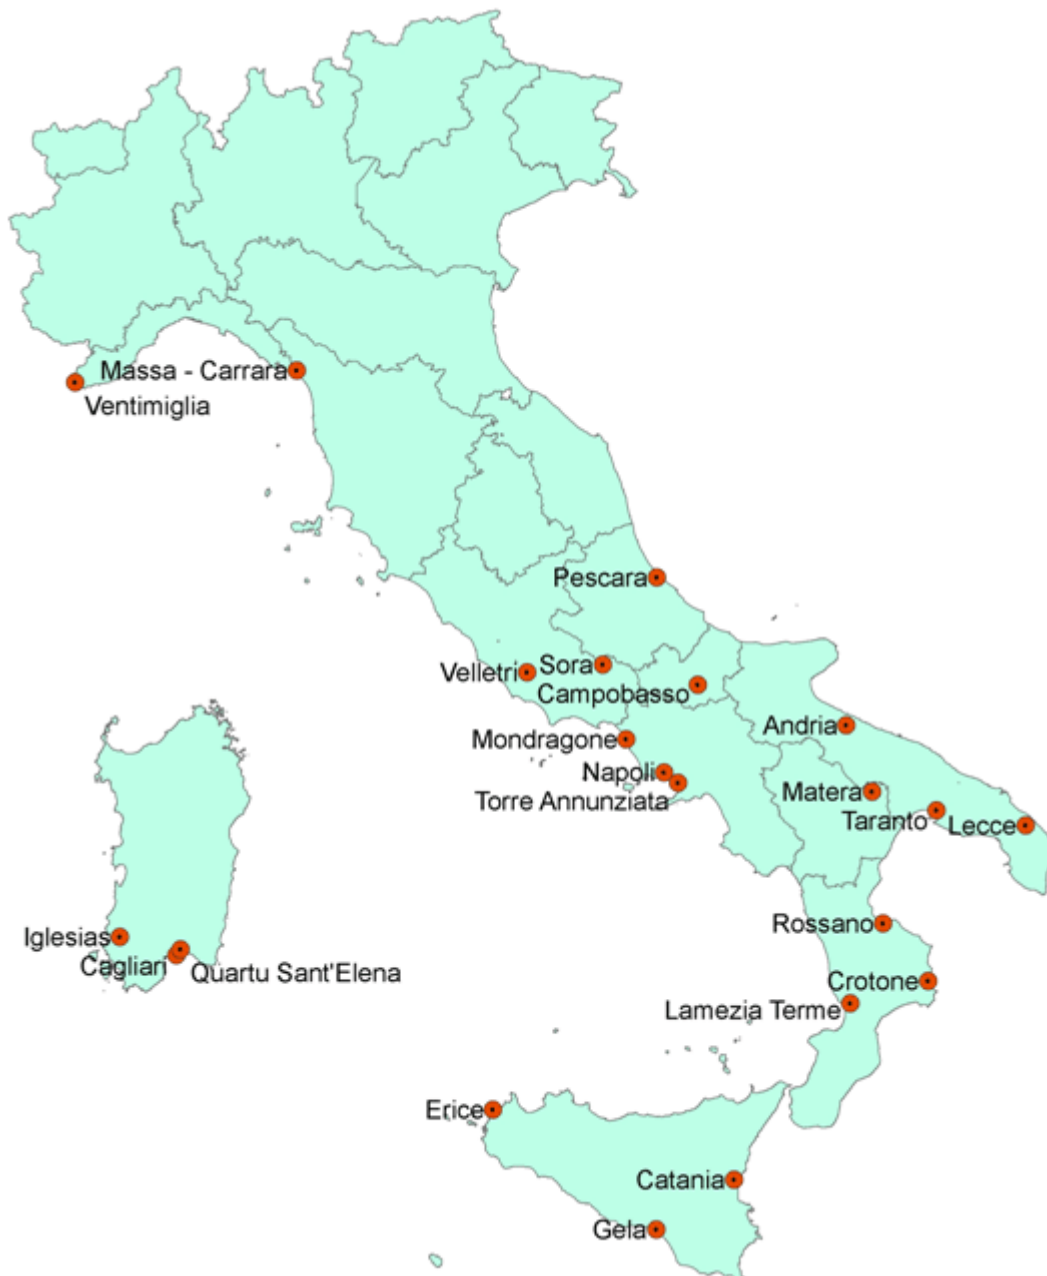 Massa - Carrara
Ventimiglia
Pescara
Sora
Velletri
Campobasso
Andria
Mondragone
Napoli
Matera
Torre Annunziata
Taranto
Lecce
Rossano
Iglesias
Cagliari
Quartu Sant'Elena
Crotone
Lamezia Terme
Erice
Catania
Gela